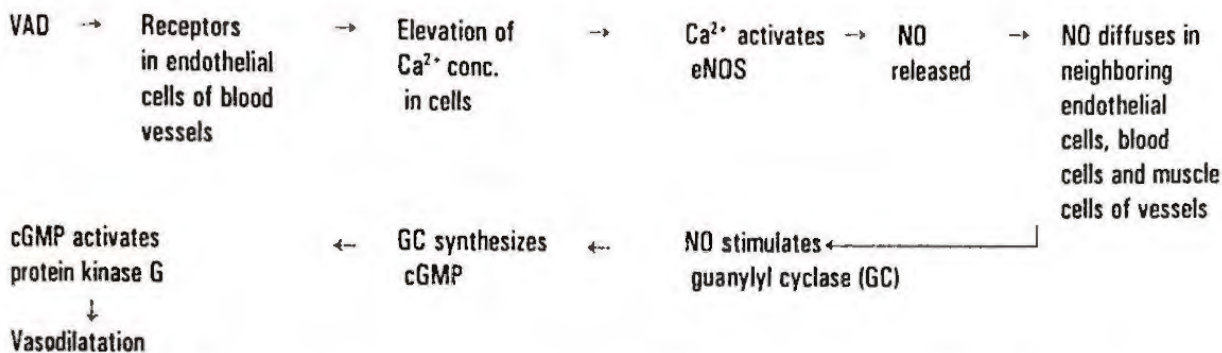 VAD → Receptors → Elevation of → Ca²⁺ activates → NO → NO diffuses in
in endothelial Ca²⁺ conc. eNOS released neighboring
cells of blood in cells endothelial
vessels cells, blood
cells and muscle
cells of vessels
cGMP activates ← GC synthesizes ← NO stimulates ←
protein kinase G cGMP guanylyl cyclase (GC)
↓
Vasodilatation